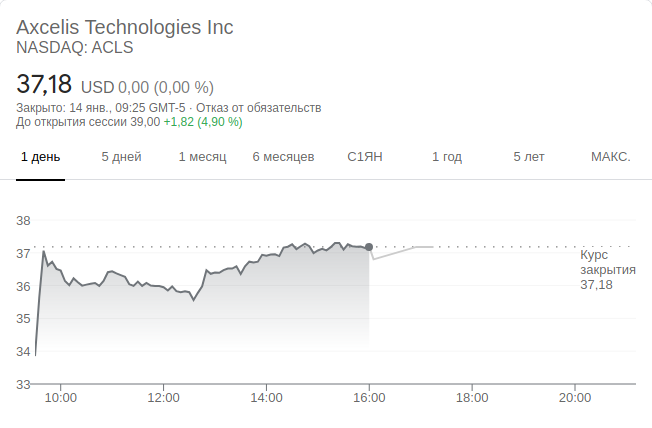 Axcelis Technologies Inc
NASDAQ: ACLS
37,18 USD 0,00 (0,00 %)
Закрыто: 14 янв., 09:25 GMT-5 · Отказ от обязательств
До открытия сессии 39,00 +1,82 (4,90 %)
1 день 5 дней 1 месяц 6 месяцев С1ЯН 1 год 5 лет МАКС.
38
37
Курс
закрытия
37,18
36
35
34
33
10:00 12:00 14:00 16:00 18:00 20:00